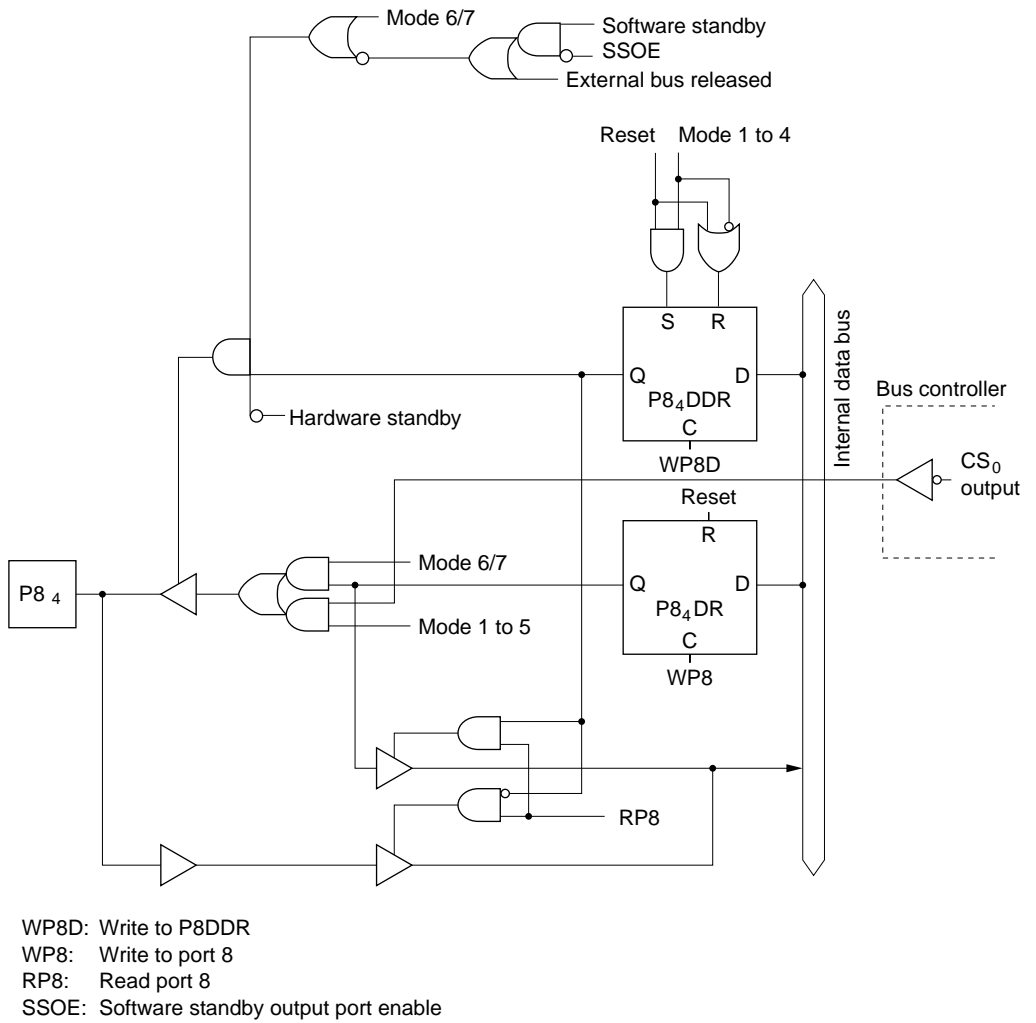 Mode 6/7
Software standby
SSOE
External bus released
Reset
Mode 1 to 4
S
R
Q
D
P84DDR
C
WP8D
Hardware standby
Internal data bus
Bus controller
CS0
output
Reset
R
Mode 6/7
Q
D
P84DR
C
WP8
Mode 1 to 5
P8 4
RP8
WP8D: Write to P8DDR
WP8: Write to port 8
RP8: Read port 8
SSOE: Software standby output port enable